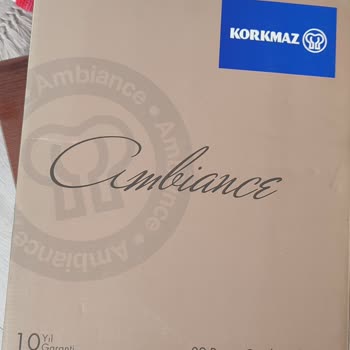 KORKMAZ
Ambiance • Ambiance • Ambiance
Ambiance
10 Yıl
Garanti